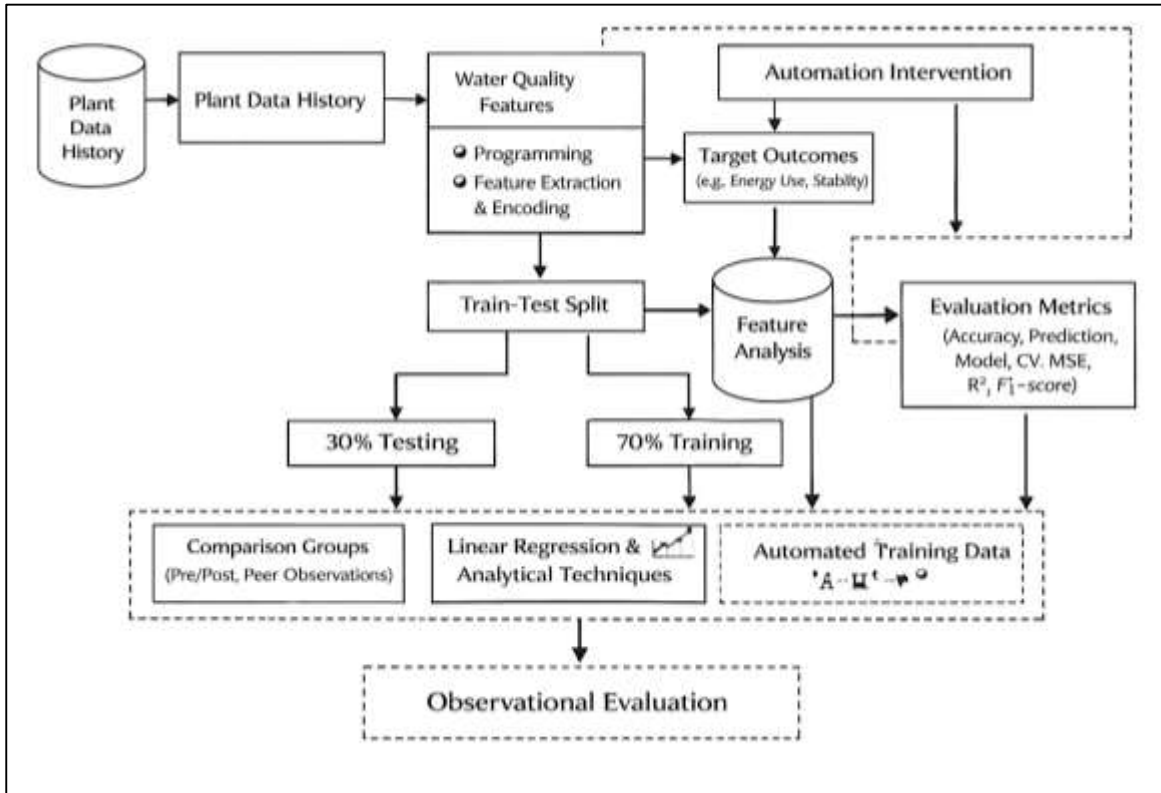 Plant
Data
History
Plant Data History
Water Quality
Features
Programming
Feature Extraction
& Encoding
Automation Intervention
Target Outcomes
(e.g., Energy Use, Stability)
Train-Test Split
Feature
Analysis
Evaluation Metrics
(Accuracy, Prediction,
Model, CV. MSE,
R², F1-score)
30% Testing
70% Training
Comparison Groups
(Pre/Post, Peer Observations)
Linear Regression &
Analytical Techniques
Automated Training Data
Observational Evaluation